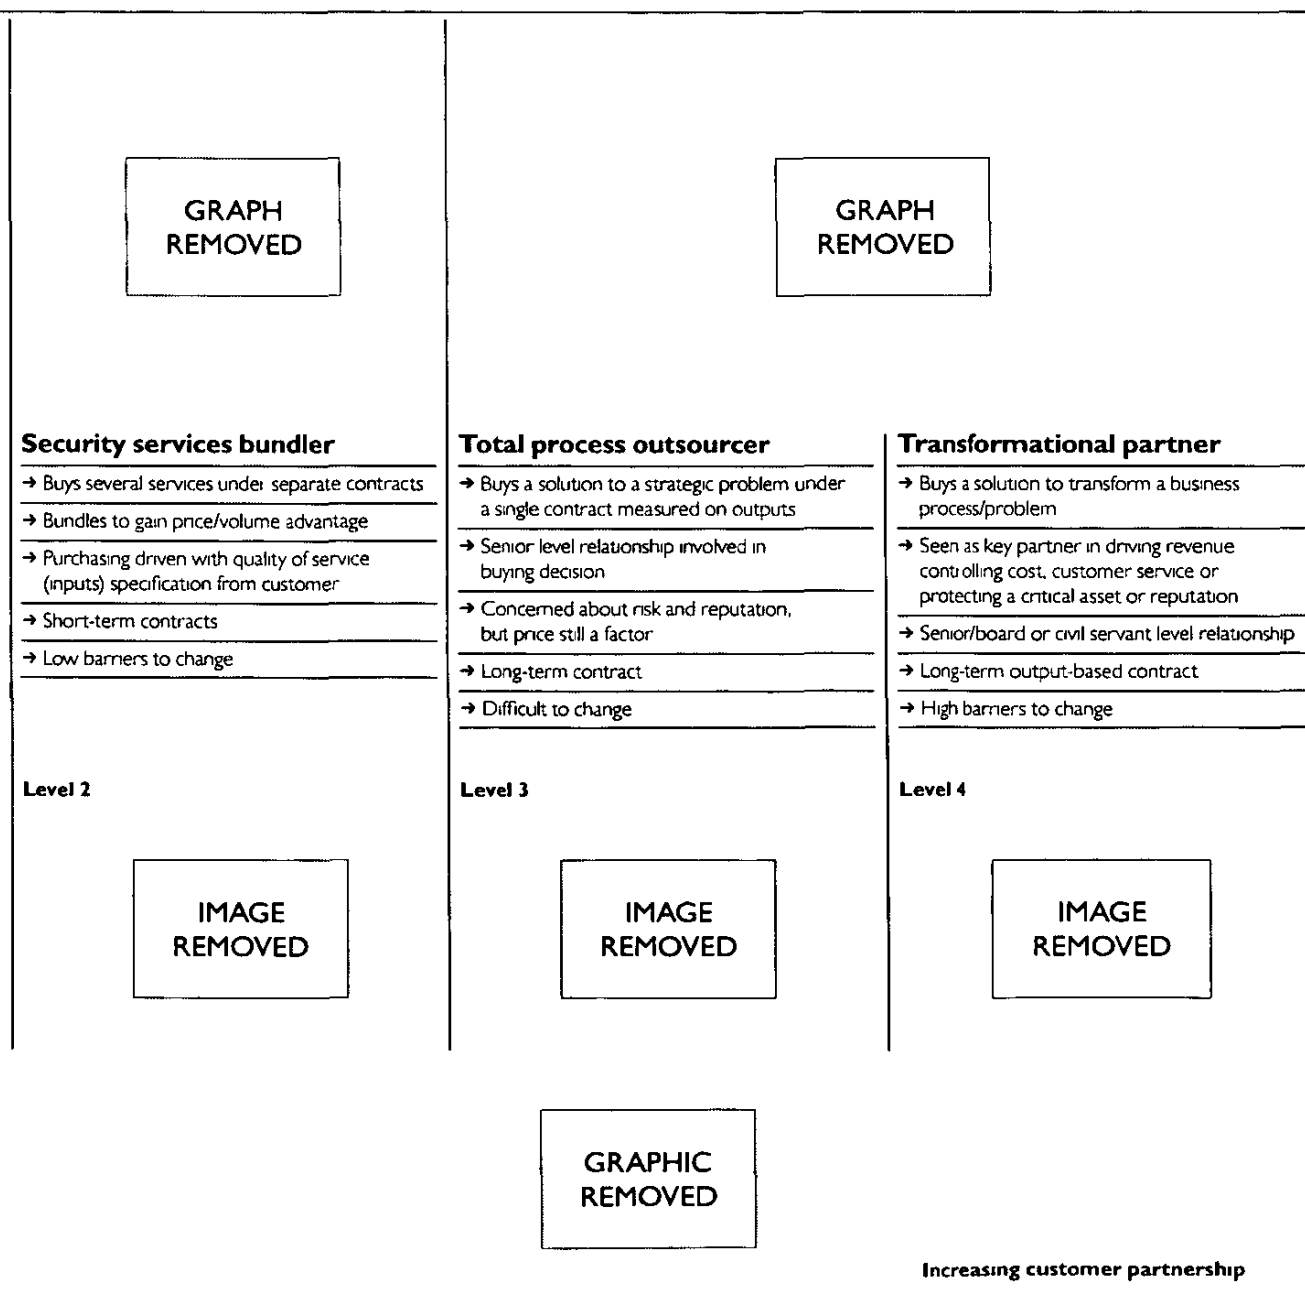 GRAPH
REMOVED
GRAPH
REMOVED
Security services bundler
→ Buys several services under separate contracts
→ Bundles to gain price/volume advantage
→ Purchasing driven with quality of service
(inputs) specification from customer
→ Short-term contracts
→ Low barriers to change
Level 2
IMAGE
REMOVED
Total process outsourcer
→ Buys a solution to a strategic problem under
a single contract measured on outputs
→ Senior level relationship involved in
buying decision
→ Concerned about risk and reputation,
but price still a factor
→ Long-term contract
→ Difficult to change
Level 3
IMAGE
REMOVED
Transformational partner
→ Buys a solution to transform a business
process/problem
→ Seen as key partner in driving revenue
controlling cost, customer service or
protecting a critical asset or reputation
→ Senior/board or civil servant level relationship
→ Long-term output-based contract
→ High barriers to change
Level 4
IMAGE
REMOVED
GRAPHIC
REMOVED
Increasing customer partnership